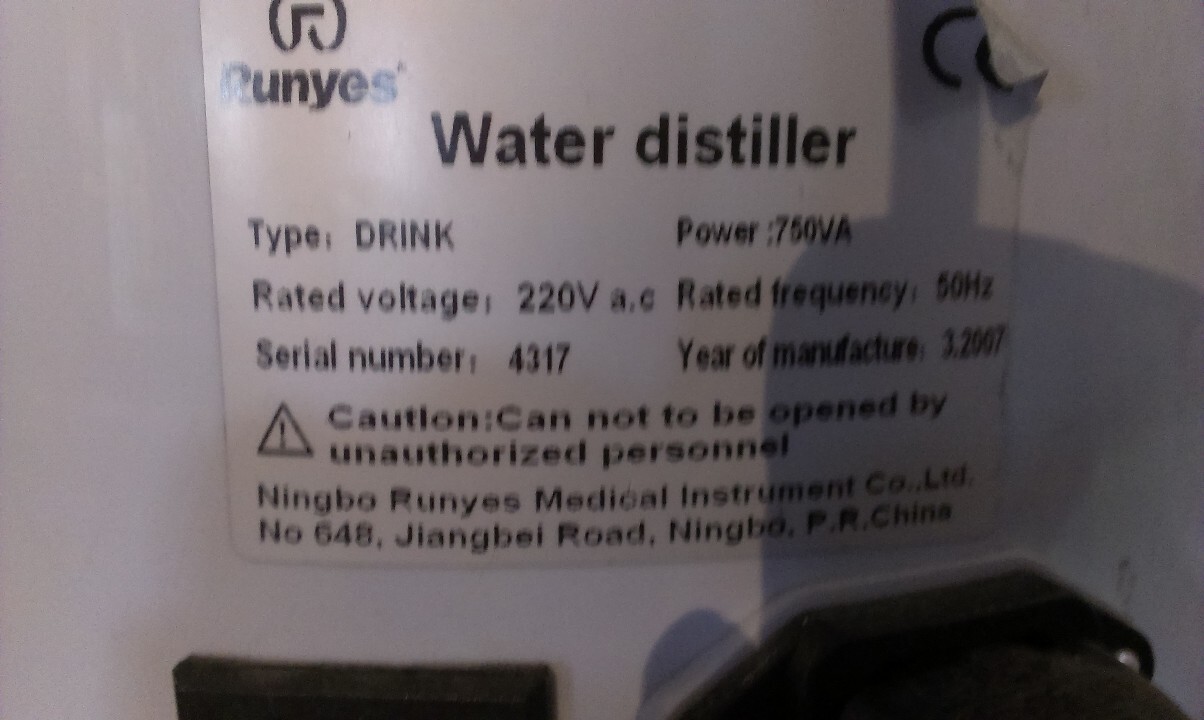 Runyes
CE
Water distiller
Type: DRINK Power :750VA
Rated voltage: 220V a.c Rated frequency: 50Hz
Serial number: 4317 Year of manufacture: 3.2007
Caution:Can not to be opened by
unauthorized personnel
Ningbo Runyes Medical Instrument Co.,Ltd.
No 648, Jiangbei Road, Ningbo, P.R.China